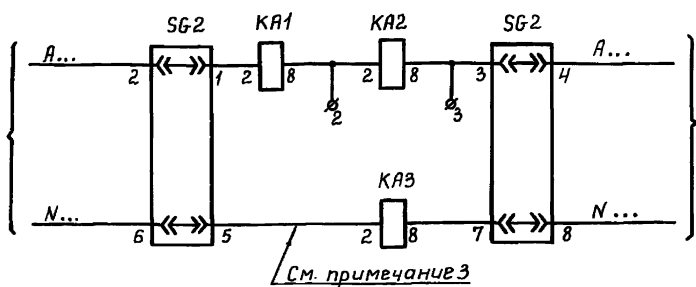 SG2 KA1 KA2 SG2
A... A...
2 1 2 8 2 8 3 4
2 3
KA3
N... N...
6 5 2 8 7 8
См. примечание 3